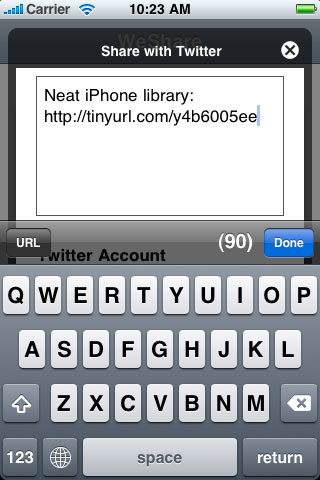 Carrier 10:23 AM
WeShare
Share with Twitter
Neat iPhone library:
http://tinyurl.com/y4b6005ee
URL (90) Done
Twitter Account
Q W E R T Y U I O P
A S D F G H J K L
Z X C V B N M
123 space return